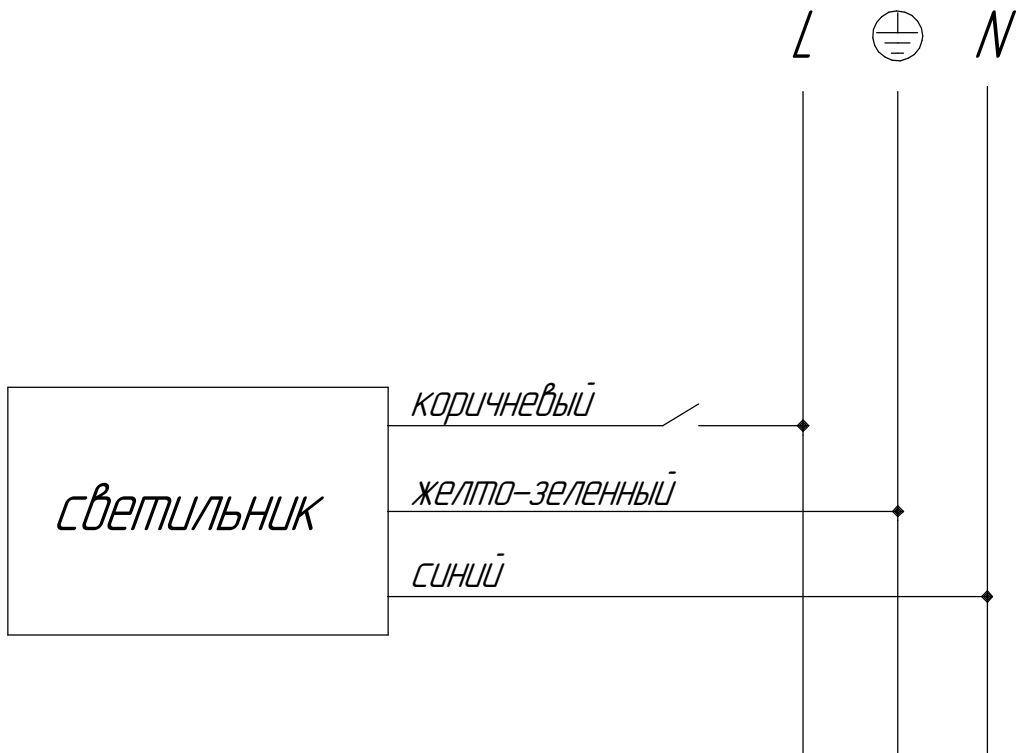 L N
коричневый
желто-зеленный
светильник
синий